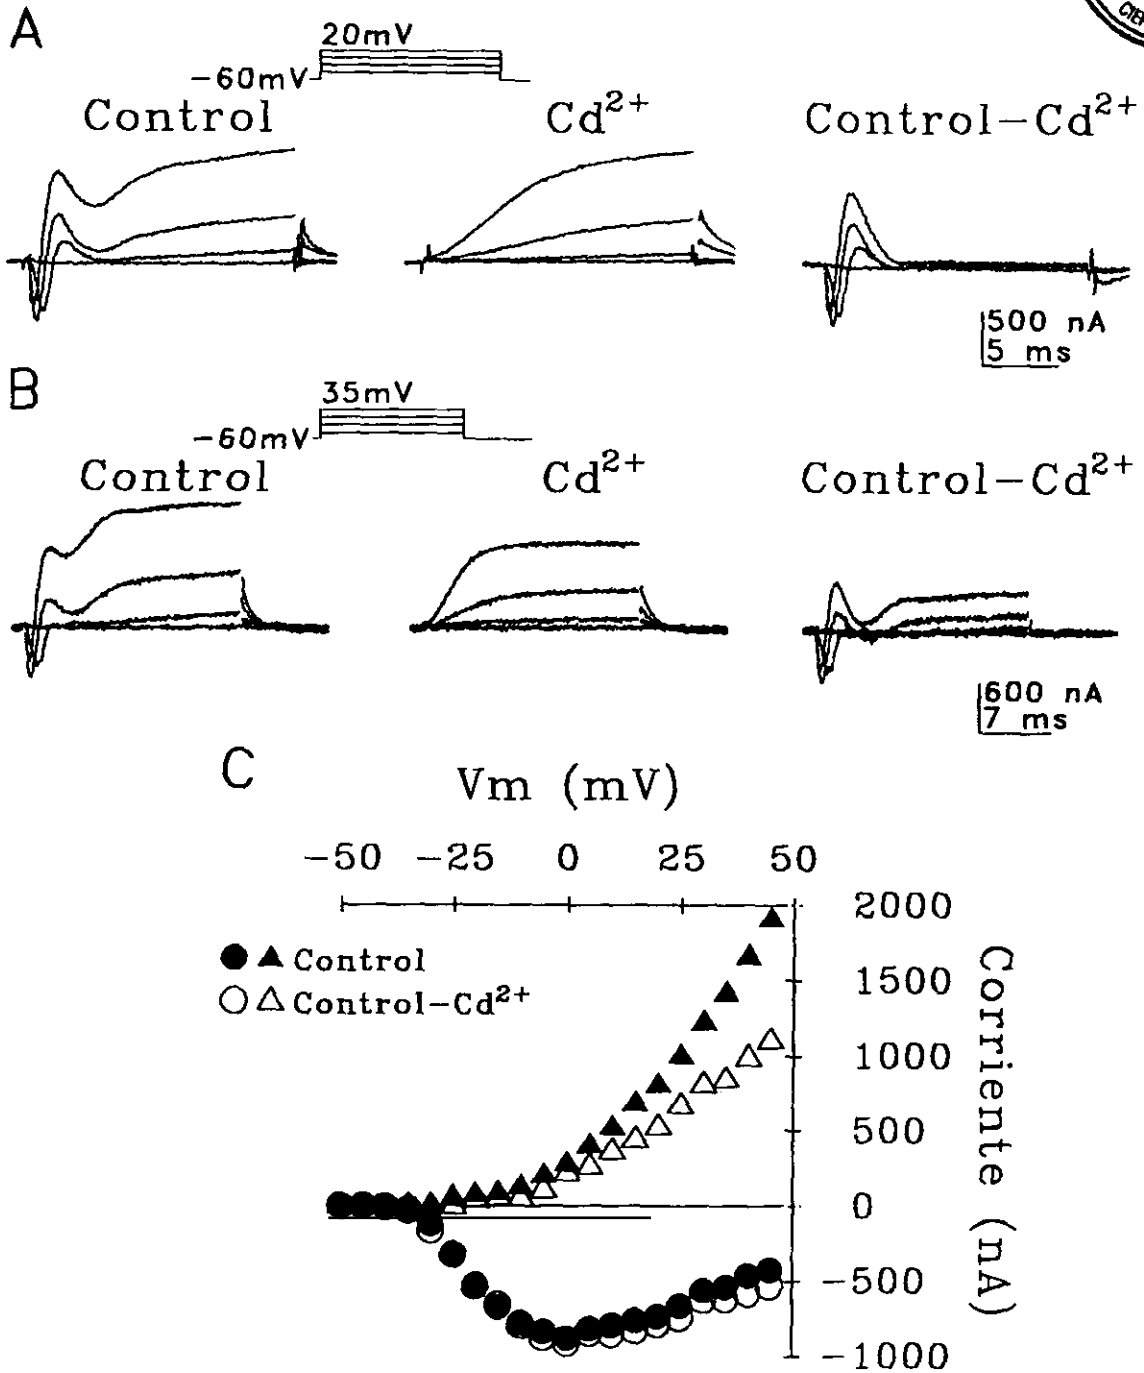 A
20mV
-60mV
Control
Cd²⁺
Control-Cd²⁺
500 nA
5 ms
B
35mV
-60mV
Control
Cd²⁺
Control-Cd²⁺
600 nA
7 ms
C
Vm (mV)
-50 -25 0 25 50
Control
Control-Cd²⁺
2000
1500
1000
500
0
-500
-1000
Corriente (nA)